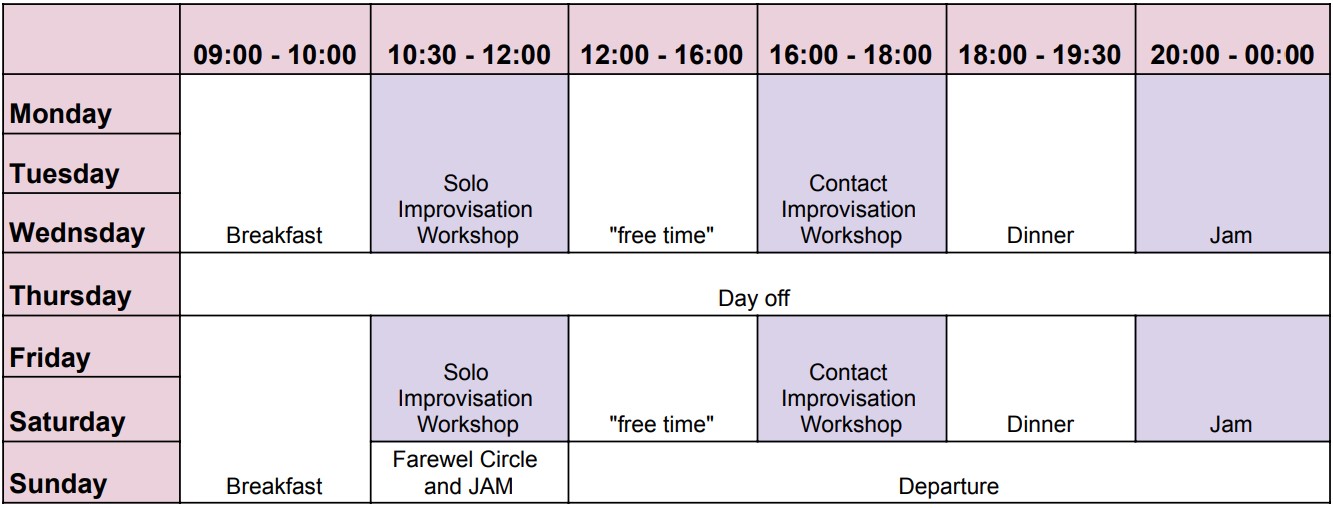 09:00 - 10:00 10:30 - 12:00 12:00 - 16:00 16:00 - 18:00 18:00 - 19:30 20:00 - 00:00
Monday
Tuesday
Wednsday
Breakfast
Solo
Improvisation
Workshop
"free time"
Contact
Improvisation
Workshop
Dinner
Jam
Thursday
Day off
Friday
Saturday
Solo
Improvisation
Workshop
"free time"
Contact
Improvisation
Workshop
Dinner
Jam
Sunday
Breakfast
Farewel Circle
and JAM
Departure